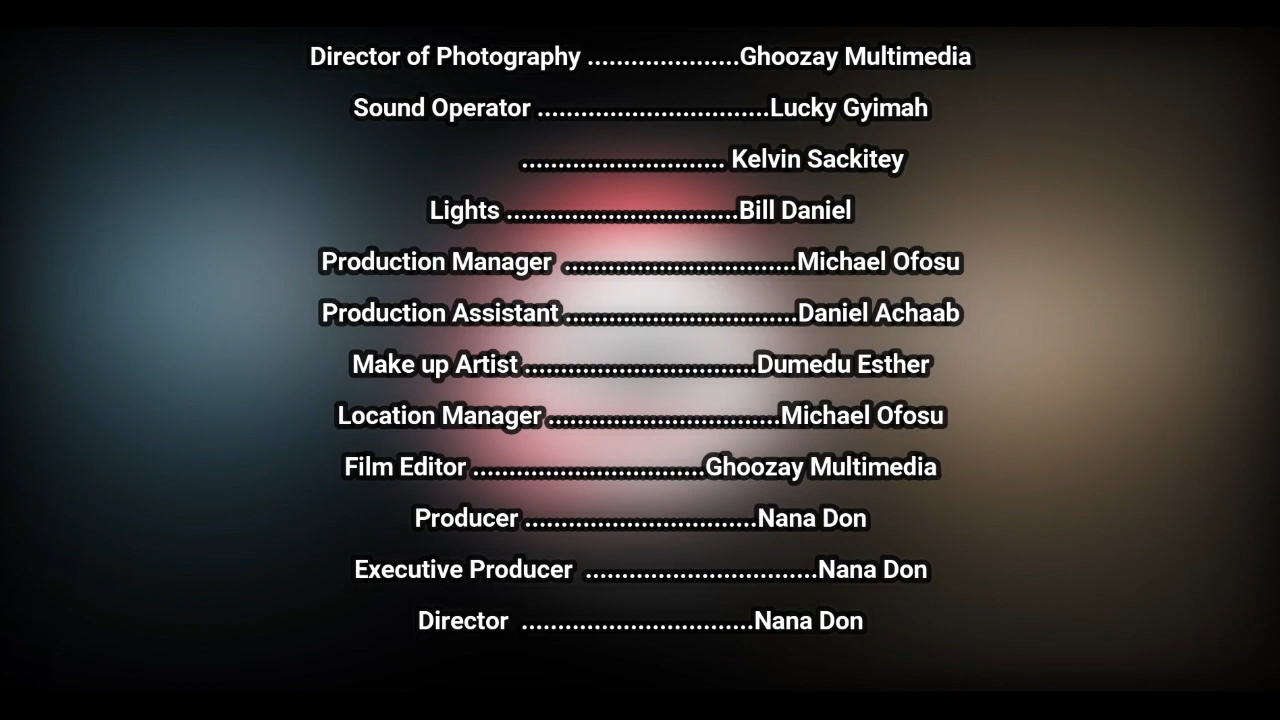 Director of Photography .....................Ghoozay Multimedia
Sound Operator ................................Lucky Gyimah
............................ Kelvin Sackitey
Lights ................................Bill Daniel
Production Manager ................................Michael Ofosu
Production Assistant ................................Daniel Achaab
Make up Artist ................................Dumedu Esther
Location Manager ................................Michael Ofosu
Film Editor ................................Ghoozay Multimedia
Producer ................................Nana Don
Executive Producer ................................Nana Don
Director ................................Nana Don